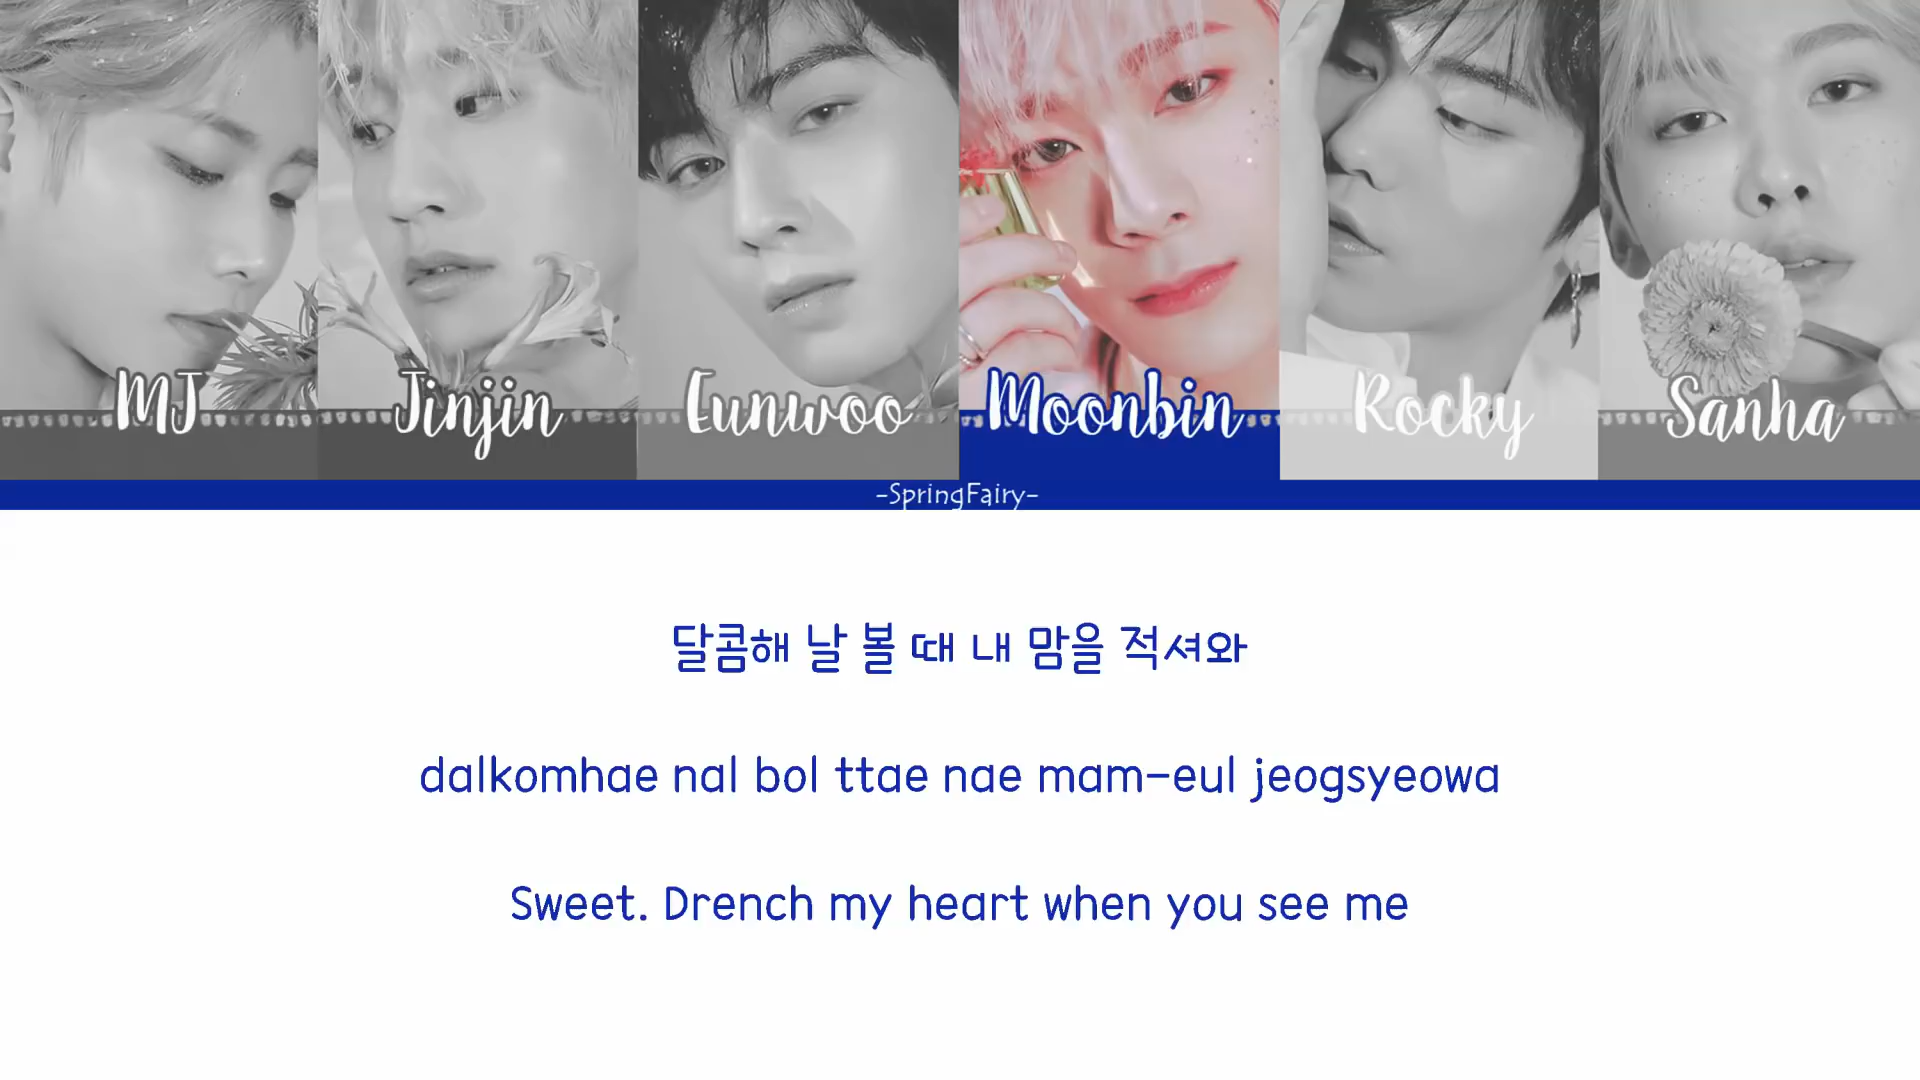 MJ Jinjin Eunwoo Moonbin Rocky Sanha
-SpringFairy-
달콤해 날 볼 때 내 맘을 적셔와
dalkomhae nal bol ttae nae mam-eul jeogsyeowa
Sweet. Drench my heart when you see me